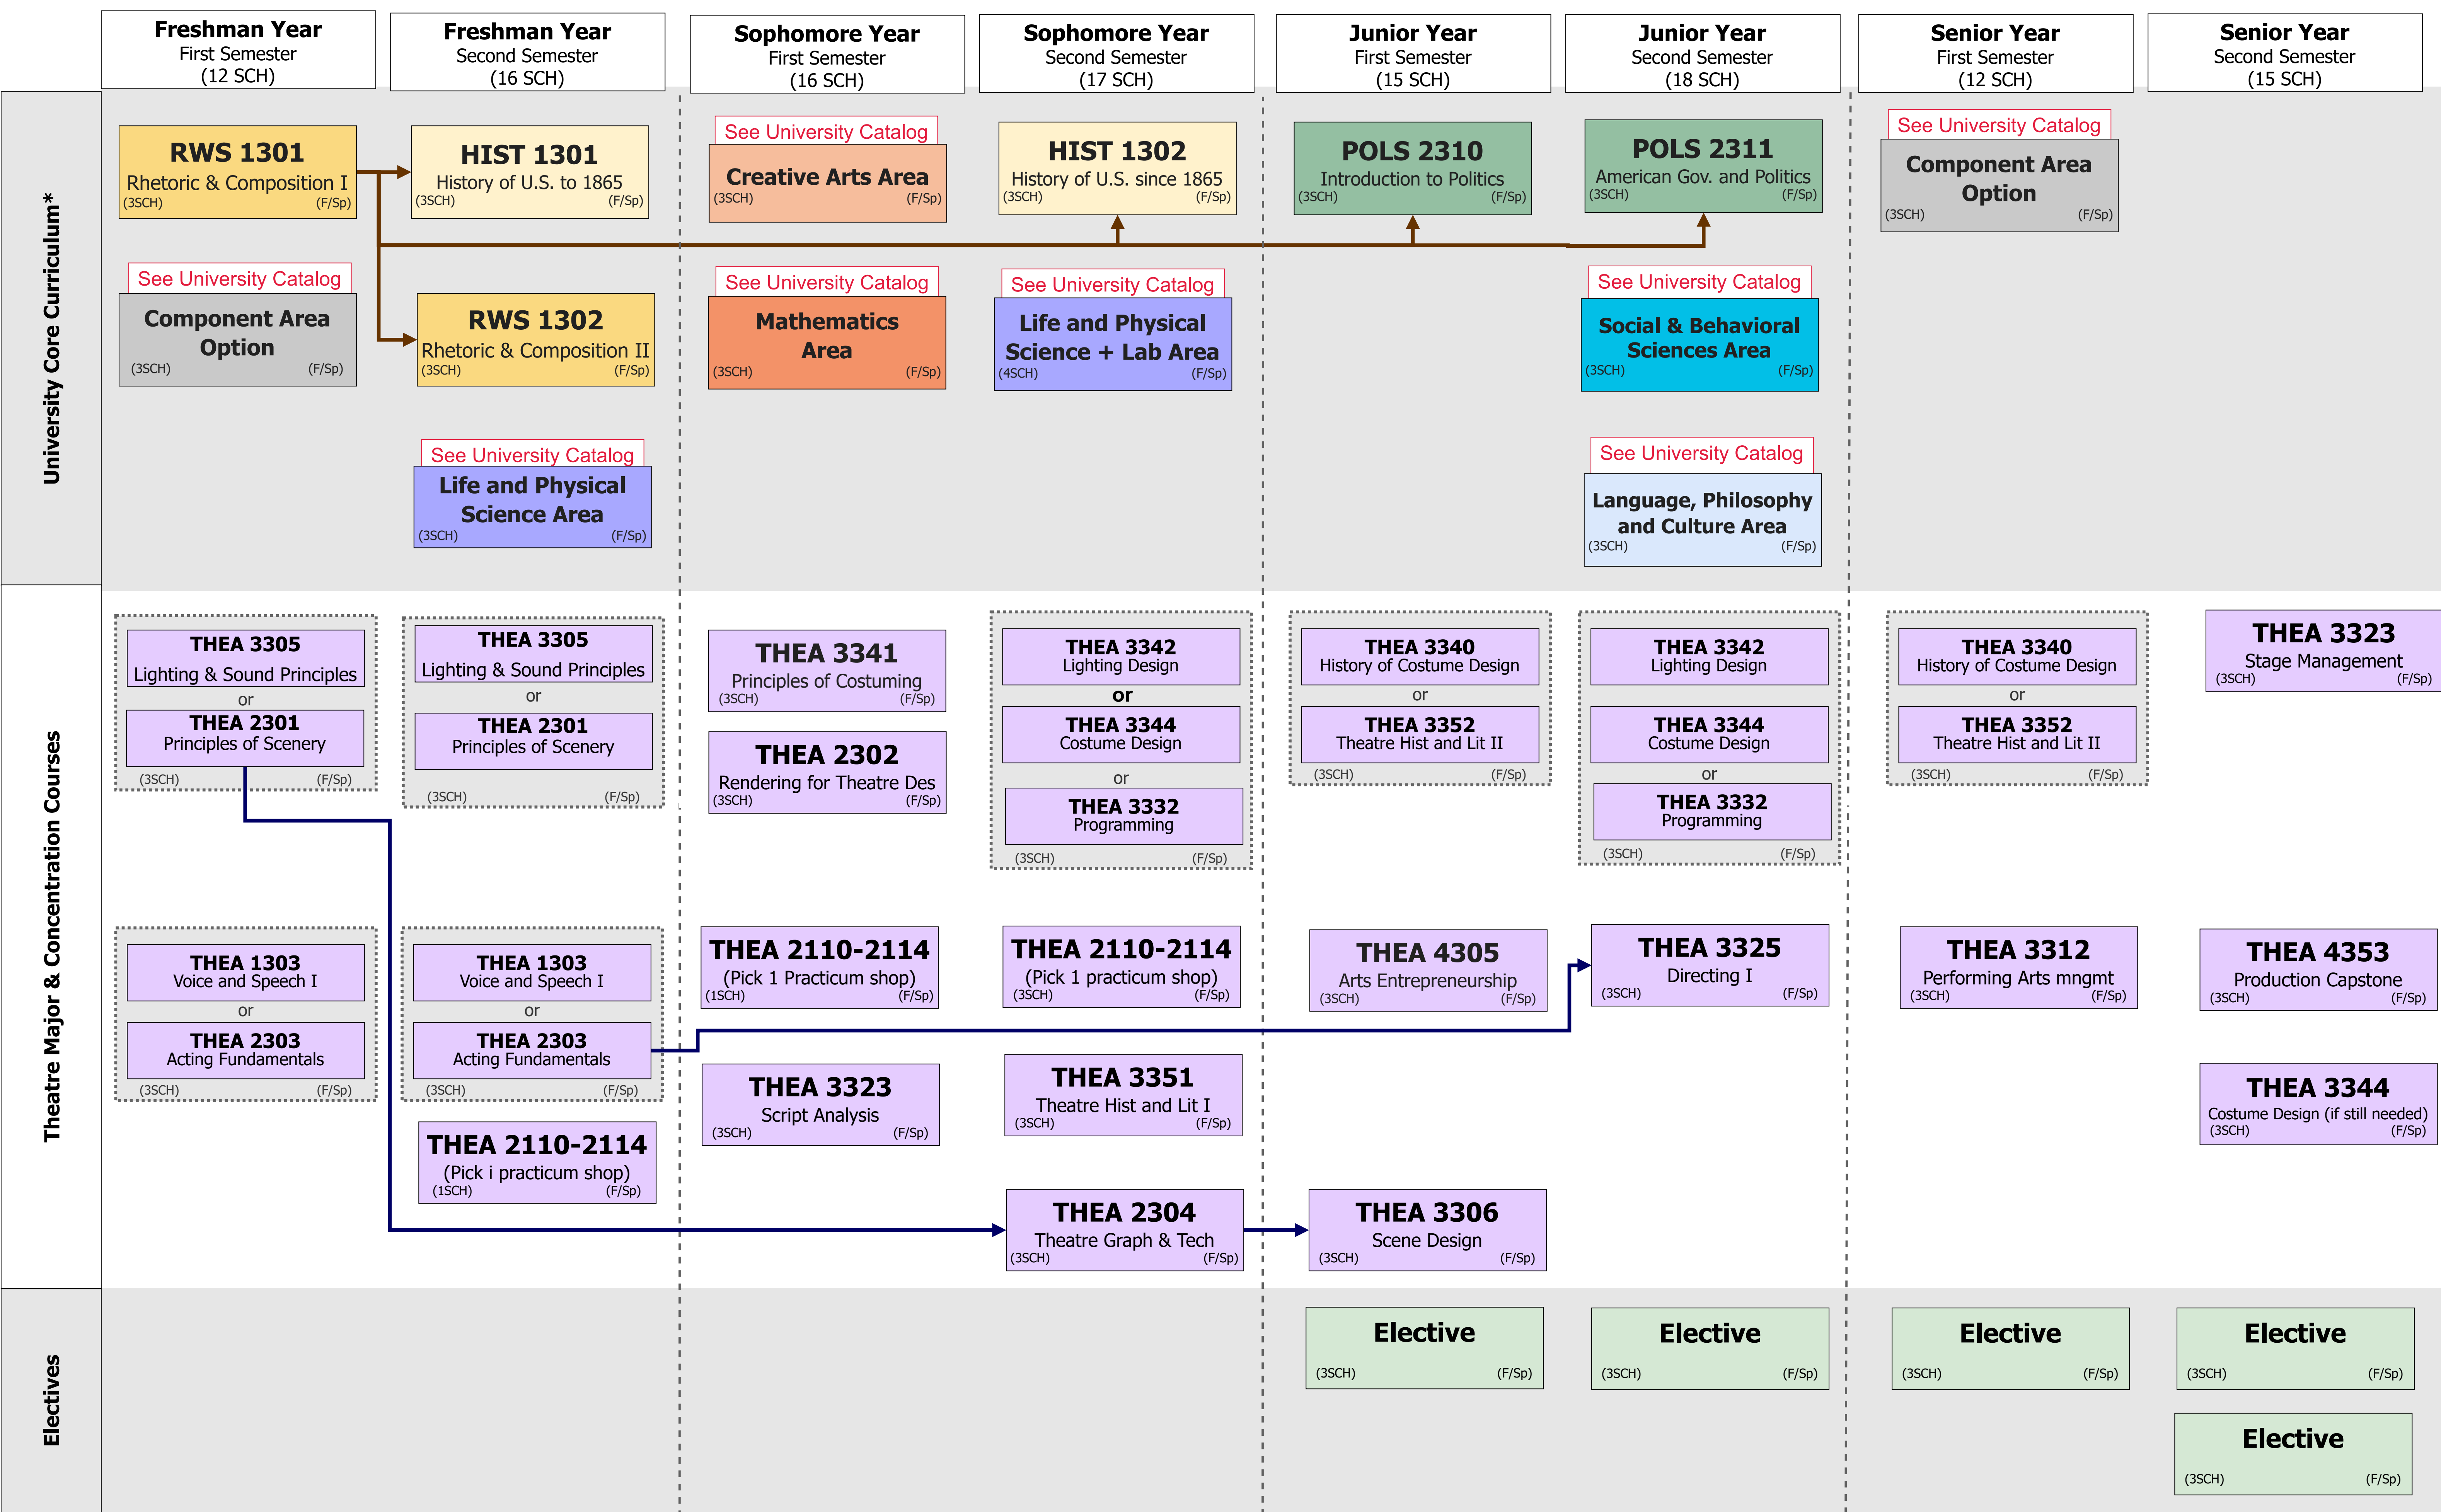 Freshman Year
First Semester
(12 SCH)
Freshman Year
Second Semester
(16 SCH)
Sophomore Year
First Semester
(16 SCH)
Sophomore Year
Second Semester
(17 SCH)
Junior Year
First Semester
(15 SCH)
Junior Year
Second Semester
(18 SCH)
Senior Year
First Semester
(12 SCH)
Senior Year
Second Semester
(15 SCH)
University Core Curriculum*
RWS 1301
Rhetoric & Composition I
(3SCH) (F/Sp)
HIST 1301
History of U.S. to 1865
(3SCH) (F/Sp)
See University Catalog
Creative Arts Area
(3SCH) (F/Sp)
HIST 1302
History of U.S. since 1865
(3SCH) (F/Sp)
POLS 2310
Introduction to Politics
(3SCH) (F/Sp)
POLS 2311
American Gov. and Politics
(3SCH) (F/Sp)
See University Catalog
Component Area
Option
(3SCH) (F/Sp)
See University Catalog
Component Area
Option
(3SCH) (F/Sp)
RWS 1302
Rhetoric & Composition II
(3SCH) (F/Sp)
See University Catalog
Mathematics
Area
(3SCH) (F/Sp)
See University Catalog
Life and Physical
Science + Lab Area
(4SCH) (F/Sp)
See University Catalog
Social & Behavioral
Sciences Area
(3SCH) (F/Sp)
See University Catalog
Life and Physical
Science Area
(3SCH) (F/Sp)
See University Catalog
Language, Philosophy
and Culture Area
(3SCH) (F/Sp)
Theatre Major & Concentration Courses
THEA 3305
Lighting & Sound Principles
or
THEA 2301
Principles of Scenery
(3SCH) (F/Sp)
THEA 3305
Lighting & Sound Principles
or
THEA 2301
Principles of Scenery
(3SCH) (F/Sp)
THEA 3341
Principles of Costuming
(3SCH) (F/Sp)
THEA 2302
Rendering for Theatre Des
(3SCH) (F/Sp)
THEA 3342
Lighting Design
or
THEA 3344
Costume Design
or
THEA 3332
Programming
(3SCH) (F/Sp)
THEA 3340
History of Costume Design
or
THEA 3352
Theatre Hist and Lit II
(3SCH) (F/Sp)
THEA 3342
Lighting Design
THEA 3344
Costume Design
or
THEA 3332
Programming
(3SCH) (F/Sp)
THEA 3340
History of Costume Design
or
THEA 3352
Theatre Hist and Lit II
(3SCH) (F/Sp)
THEA 3323
Stage Management
(3SCH) (F/Sp)
THEA 1303
Voice and Speech I
or
THEA 2303
Acting Fundamentals
(3SCH) (F/Sp)
THEA 1303
Voice and Speech I
or
THEA 2303
Acting Fundamentals
(3SCH) (F/Sp)
THEA 2110-2114
(Pick i practicum shop)
(1SCH) (F/Sp)
THEA 2110-2114
(Pick 1 Practicum shop)
(1SCH) (F/Sp)
THEA 3323
Script Analysis
(3SCH) (F/Sp)
THEA 2110-2114
(Pick 1 practicum shop)
(3SCH) (F/Sp)
THEA 3351
Theatre Hist and Lit I
(3SCH) (F/Sp)
THEA 2304
Theatre Graph & Tech
(3SCH) (F/Sp)
THEA 4305
Arts Entrepreneurship
(3SCH) (F/Sp)
THEA 3306
Scene Design
(3SCH) (F/Sp)
THEA 3325
Directing I
(3SCH) (F/Sp)
THEA 3312
Performing Arts mngmt
(3SCH) (F/Sp)
THEA 4353
Production Capstone
(3SCH) (F/Sp)
THEA 3344
Costume Design (if still needed)
(3SCH) (F/Sp)
Electives
Elective
(3SCH) (F/Sp)
Elective
(3SCH) (F/Sp)
Elective
(3SCH) (F/Sp)
Elective
(3SCH) (F/Sp)
Elective
(3SCH) (F/Sp)